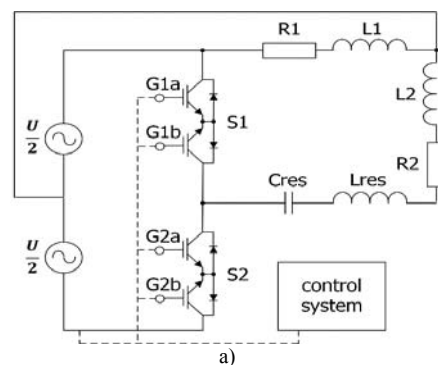 R1
L1
L2
R2
G1a
G1b
S1
U
2
Cres
Lres
G2a
G2b
S2
U
2
control
system
a)